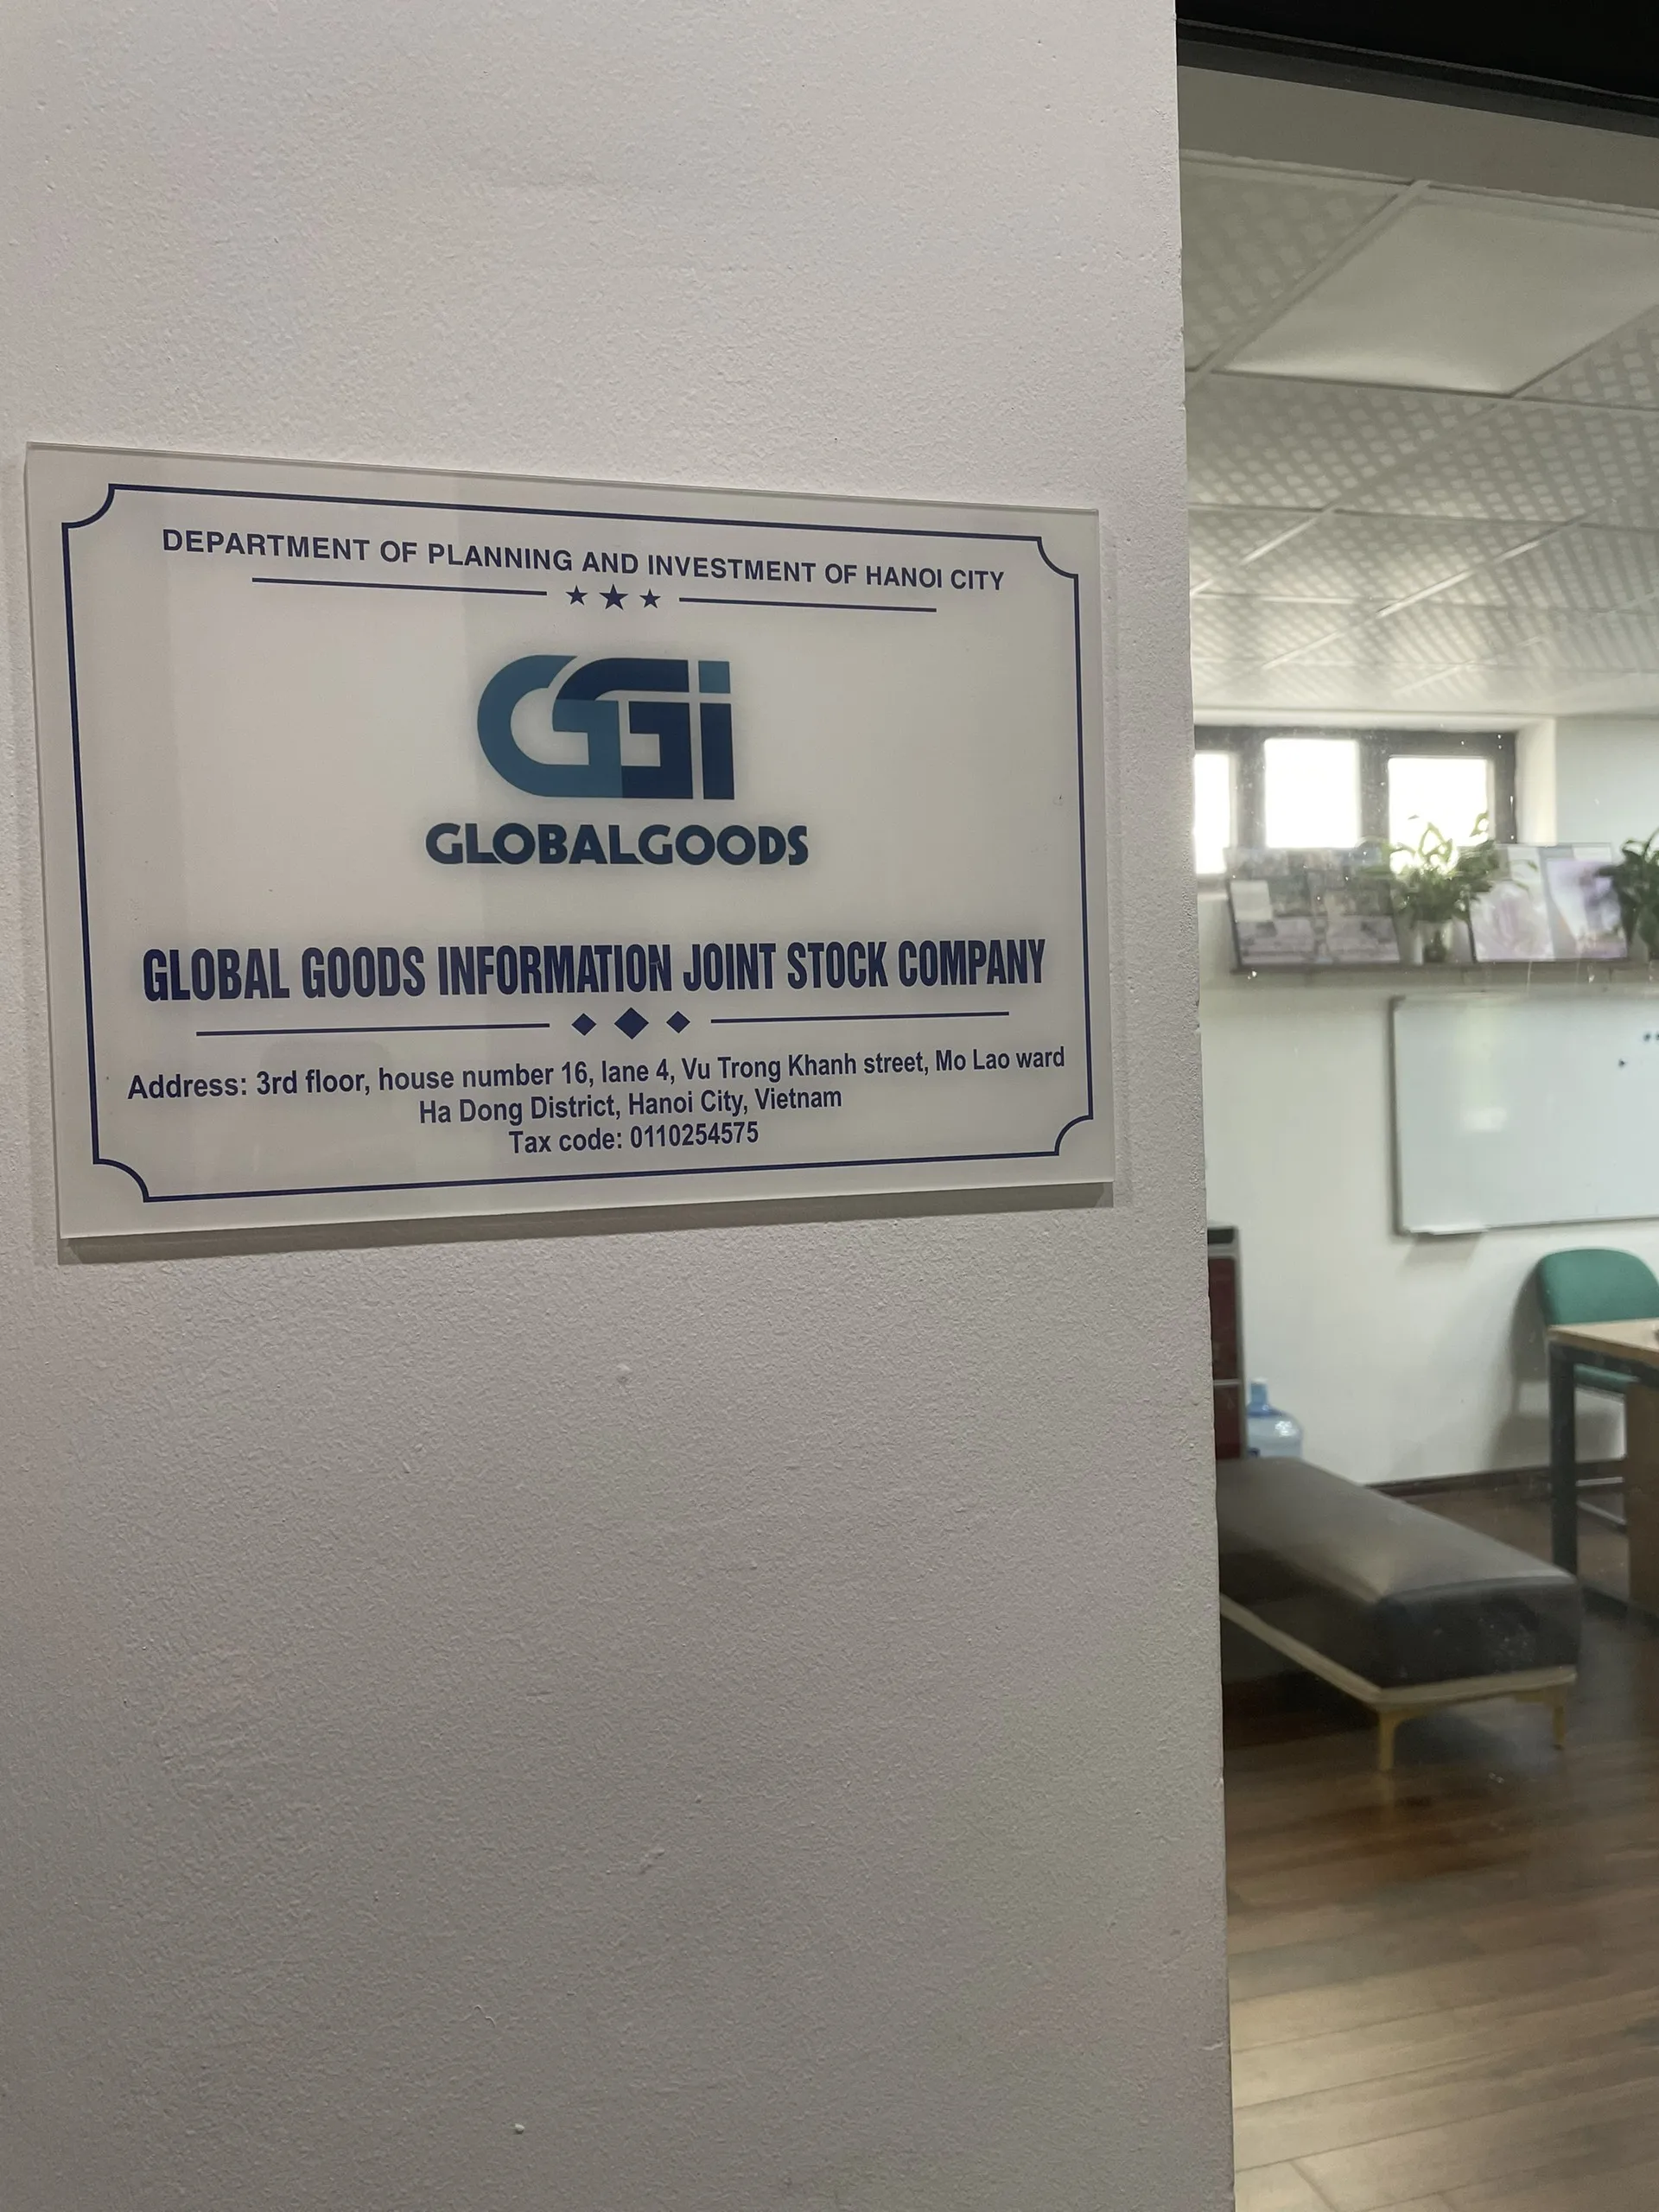 DEPARTMENT OF PLANNING AND INVESTMENT OF HANOI CITY
GGi
GLOBALGOODS
GLOBAL GOODS INFORMATION JOINT STOCK COMPANY
Address: 3rd floor, house number 16, lane 4, Vu Trong Khanh street, Mo Lao ward
Ha Dong District, Hanoi City, Vietnam
Tax code: 0110254575